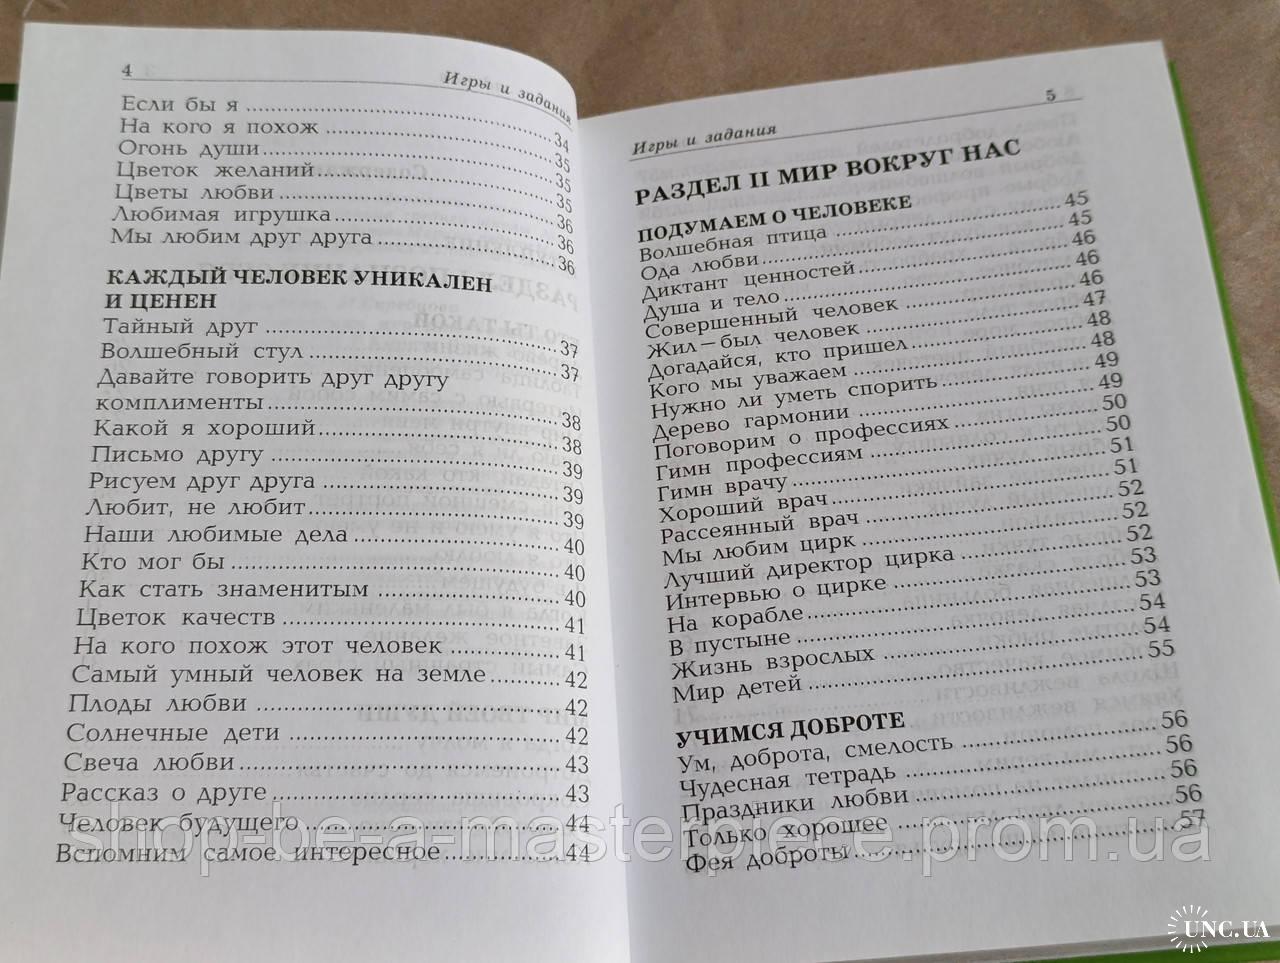 4 Игры и задания
Если бы я ........ 34
На кого я похож ........ 35
Огонь души ........ 35
Цветок желаний ........ 35
Цветы любви ........ 36
Любимая игрушка ........ 36
Мы любим друг друга ........ 36
КАЖДЫЙ ЧЕЛОВЕК УНИКАЛЕН
И ЦЕНЕН
Тайный друг ........ 37
Волшебный стул ........ 37
Давайте говорить друг другу
комплименты ........ 38
Какой я хороший ........ 38
Письмо другу ........ 39
Рисуем друг друга ........ 39
Любит, не любит ........ 39
Наши любимые дела ........ 40
Кто мог бы ........ 40
Как стать знаменитым ........ 40
Цветок качеств ........ 41
На кого похож этот человек ........ 41
Самый умный человек на земле ........ 42
Плоды любви ........ 42
Солнечные дети ........ 42
Свеча любви ........ 43
Рассказ о друге ........ 43
Человек будущего ........ 44
Вспомним самое интересное ........ 44
Игры и задания 5
РАЗДЕЛ II МИР ВОКРУГ НАС
ПОДУМАЕМ О ЧЕЛОВЕКЕ
Волшебная птица ........ 45
Ода любви ........ 45
Диктант ценностей ........ 46
Душа и тело ........ 46
Совершенный человек ........ 46
Жил — был человек ........ 47
Догадайся, кто пришел ........ 48
Кого мы уважаем ........ 48
Нужно ли уметь спорить ........ 49
Дерево гармонии ........ 49
Поговорим о профессиях ........ 50
Гимн профессиям ........ 50
Гимн врачу ........ 51
Хороший врач ........ 51
Рассеянный врач ........ 52
Мы любим цирк ........ 52
Лучший директор цирка ........ 52
Интервью о цирке ........ 53
На корабле ........ 53
В пустыне ........ 54
Жизнь взрослых ........ 54
Мир детей ........ 55
УЧИМСЯ ДОБРОТЕ
Ум, доброта, смелость ........ 56
Чудесная тетрадь ........ 56
Праздники любви ........ 56
Только хорошее ........ 56
Фея доброты ........ 57
shop-be-a-masterpiece.prom.ua
UNC.UA